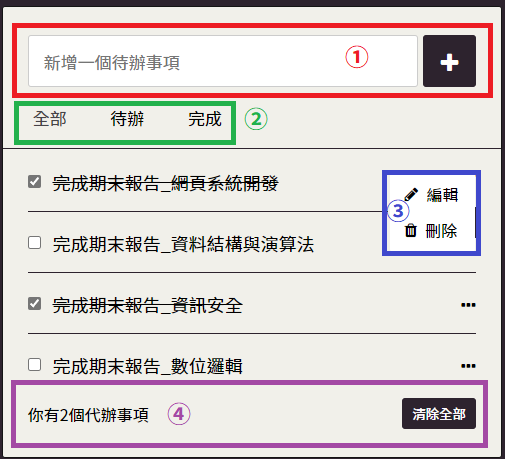 新增一個待辦事項 ①
全部 待辦 完成 ②
完成期末報告_網頁系統開發
編輯
③
刪除
完成期末報告_資料結構與演算法
完成期末報告_資訊安全
完成期末報告_數位邏輯
你有2個代辦事項 ④ 清除全部